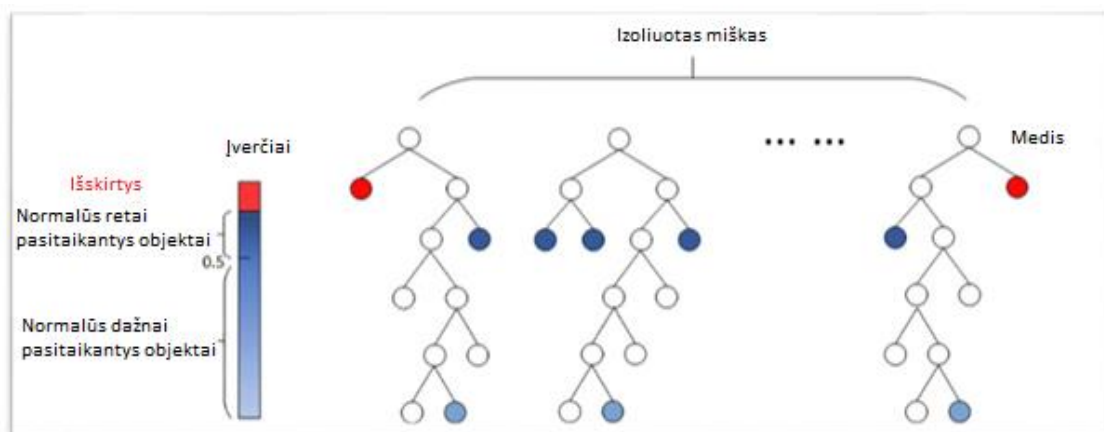 Izoliuotas miškas
Įverčiai
Medis
Išskirtys
Normalūs retai
pasitaikantys objektai
0.5
Normalūs dažnai
pasitaikantys objektai